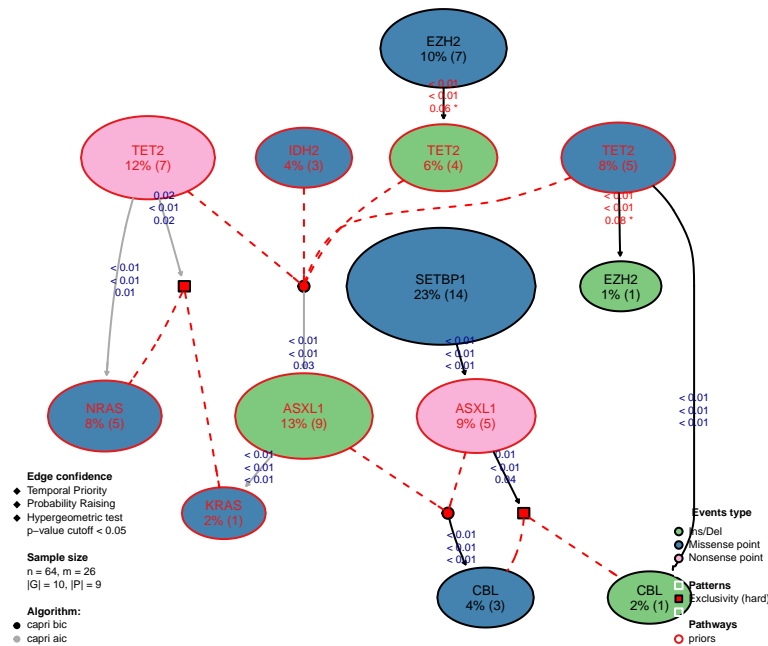 EZH2
10% (7)
< 0.01
< 0.01
0.06 *
TET2
12% (7)
IDH2
4% (3)
TET2
6% (4)
TET2
8% (5)
0.02
< 0.01
0.02
< 0.01
< 0.01
0.08 *
< 0.01
< 0.01
0.01
SETBP1
23% (14)
EZH2
1% (1)
< 0.01
< 0.01
0.03
< 0.01
< 0.01
< 0.01
NRAS
8% (5)
ASXL1
13% (9)
ASXL1
9% (5)
< 0.01
< 0.01
< 0.01
< 0.01
< 0.01
< 0.01
0.01
< 0.01
0.04
KRAS
2% (1)
< 0.01
< 0.01
< 0.01
CBL
4% (3)
CBL
2% (1)
Edge confidence
Temporal Priority
Probability Raising
Hypergeometric test
p−value cutoff < 0.05
Sample size
n = 64, m = 26
|G| = 10, |P| = 9
Algorithm:
capri bic
capri aic
Events type
Ins/Del
Missense point
Nonsense point
Patterns
Exclusivity (hard)
Pathways
priors